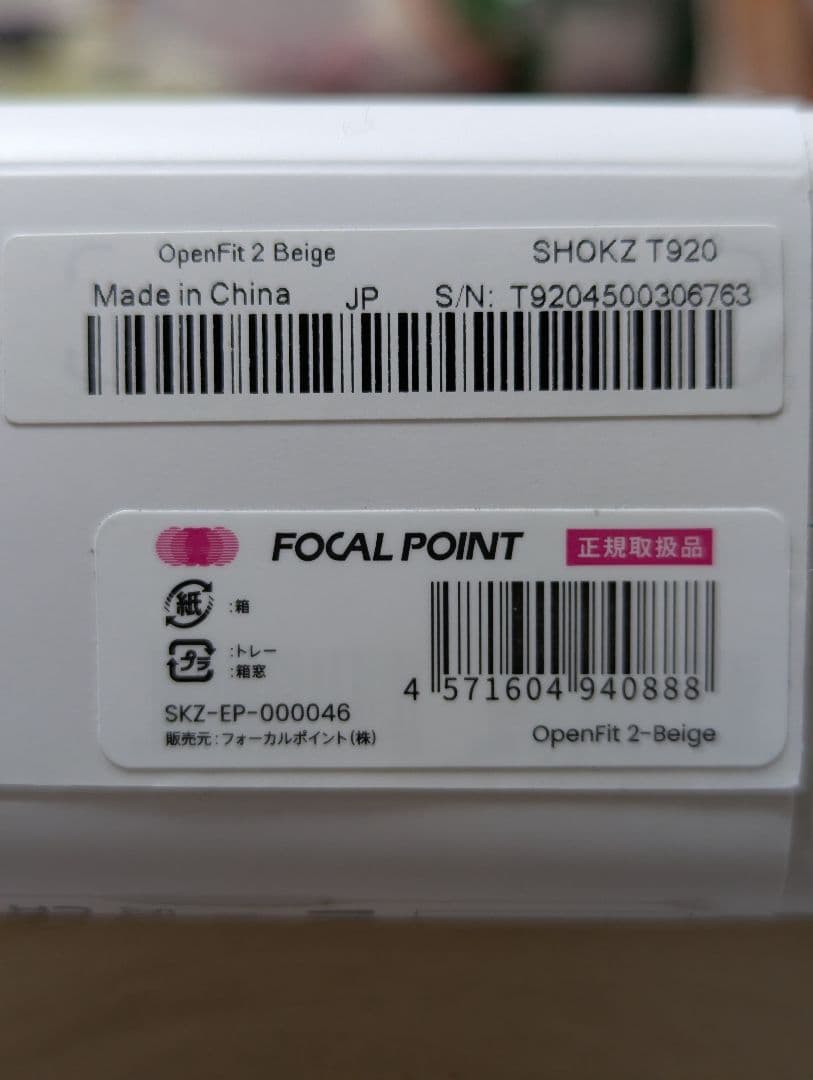 OpenFit 2 Beige SHOKZ T920
Made in China JP S/N: T9204500306763
FOCAL POINT 正規取扱品
紙 :箱
プラ :トレー
:箱窓
4 571604 940888
SKZ-EP-000046
販売元:フォーカルポイント(株)
OpenFit 2-Beige